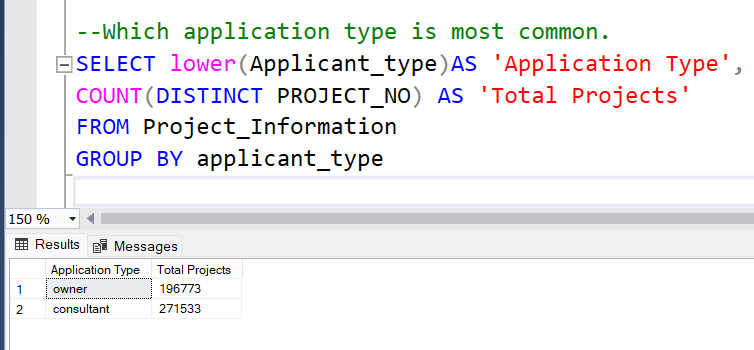 --Which application type is most common.
SELECT lower(Applicant_type)AS 'Application Type',
COUNT(DISTINCT PROJECT_NO) AS 'Total Projects'
FROM Project_Information
GROUP BY applicant_type
150 %
Results Messages
Application Type Total Projects
1 owner 196773
2 consultant 271533